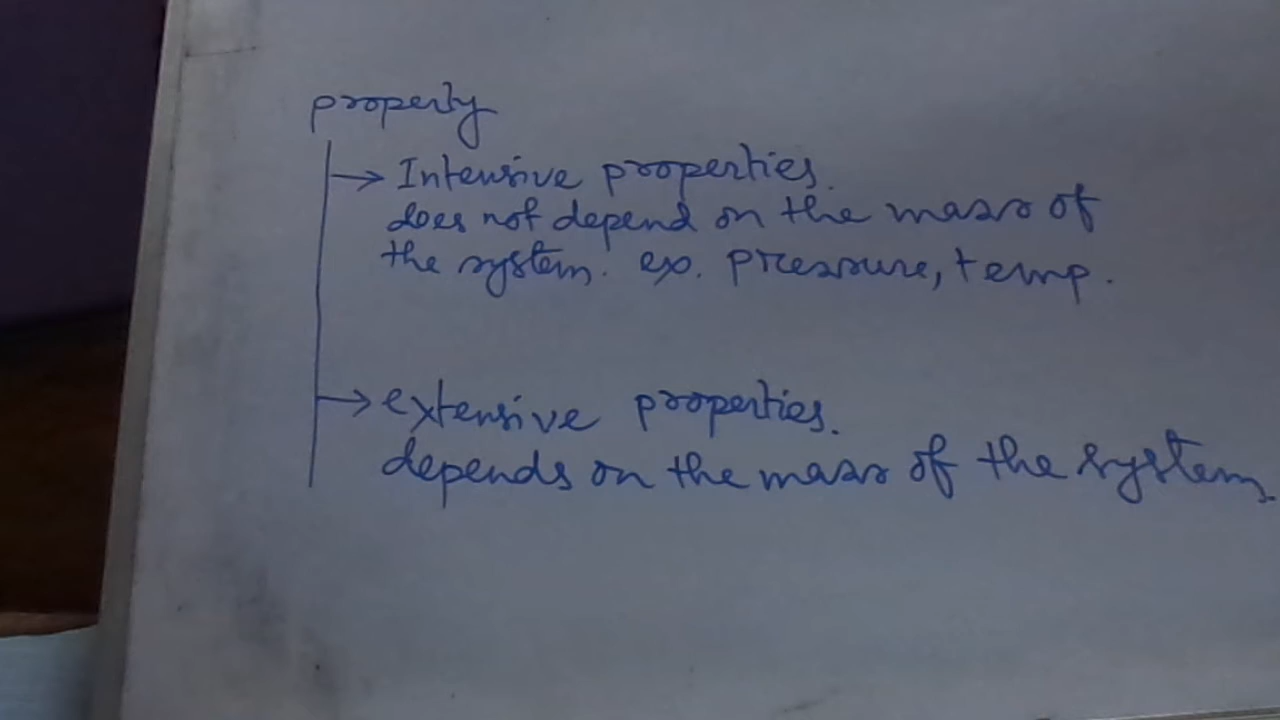 property
→ Intensive properties.
does not depend on the mass of
the system. ex. pressure, temp.
→ extensive properties.
depends on the mass of the system.